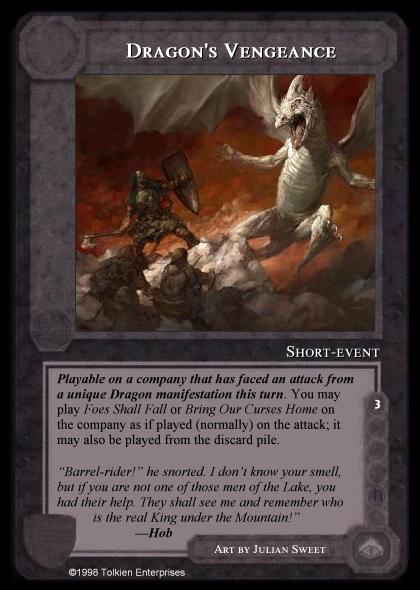 DRAGON'S VENGEANCE
SHORT-EVENT
Playable on a company that has faced an attack from
a unique Dragon manifestation this turn. You may
play Foes Shall Fall or Bring Our Curses Home on
the company as if played (normally) on the attack; it
may also be played from the discard pile.
3
“Barrel-rider!” he snorted. I don't know your smell,
but if you are not one of those men of the Lake, you
had their help. They shall see me and remember who
is the real King under the Mountain!”
—Hob
ART BY JULIAN SWEET
©1998 Tolkien Enterprises